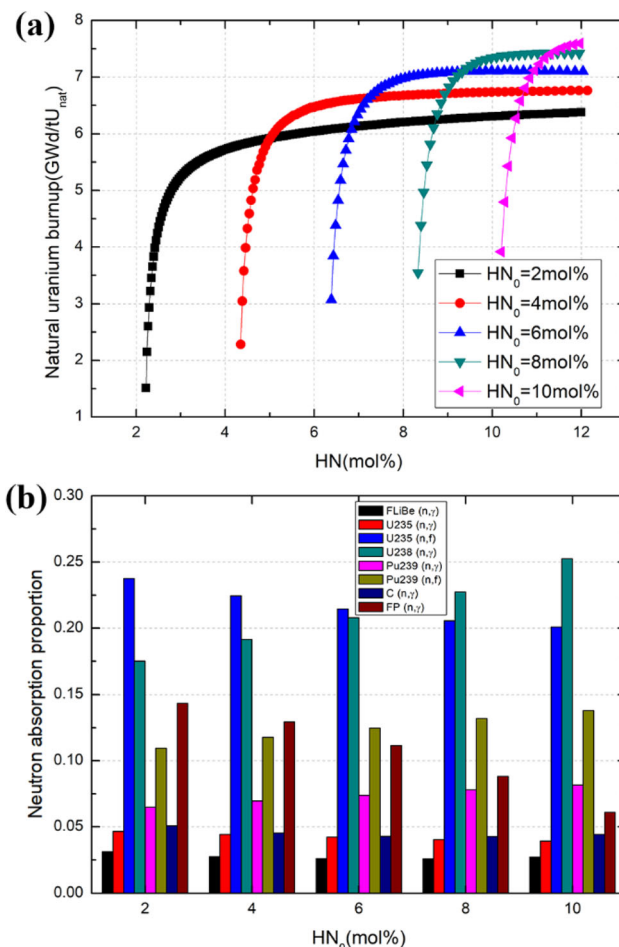 (a)
8
7
6
5
4
3
2
1
Natural uranium burnup(GWd/tU_nat)
HN₀=2mol%
HN₀=4mol%
HN₀=6mol%
HN₀=8mol%
HN₀=10mol%
2 4 6 8 10 12
HN(mol%)
(b)
0.30
0.25
0.20
0.15
0.10
0.05
0.00
Neutron absorption proportion
FLiBe (n,γ)
U235 (n,γ)
U235 (n,f)
U238 (n,γ)
Pu239 (n,γ)
Pu239 (n,f)
C (n,γ)
FP (n,γ)
2 4 6 8 10
HN₀(mol%)